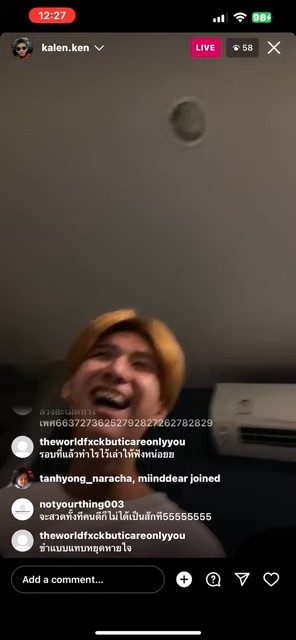 12:27
98
kalen.ken
LIVE
58
เพศ66372736252792827262782829
theworldfxckbuticareonlyyou
รอบที่แล้วทำไรไว้เล่าให้ฟังหน่อยย
tanhyong_naracha, miinddear joined
notyourthing003
จะสวดทั้งทีคนดีก็ไม่ได้เป็นสักที55555555
theworldfxckbuticareonlyyou
ขำแบบแทบหยุดหายใจ
Add a comment...